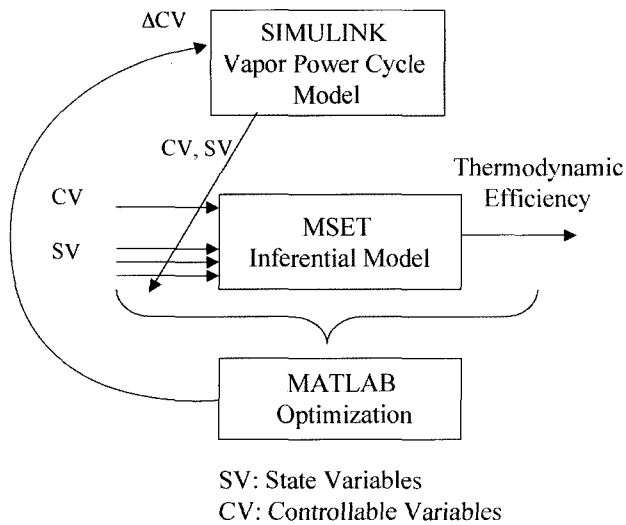 ΔCV
SIMULINK
Vapor Power Cycle
Model
CV, SV
Thermodynamic
Efficiency
CV
SV
MSET
Inferential Model
MATLAB
Optimization
SV: State Variables
CV: Controllable Variables